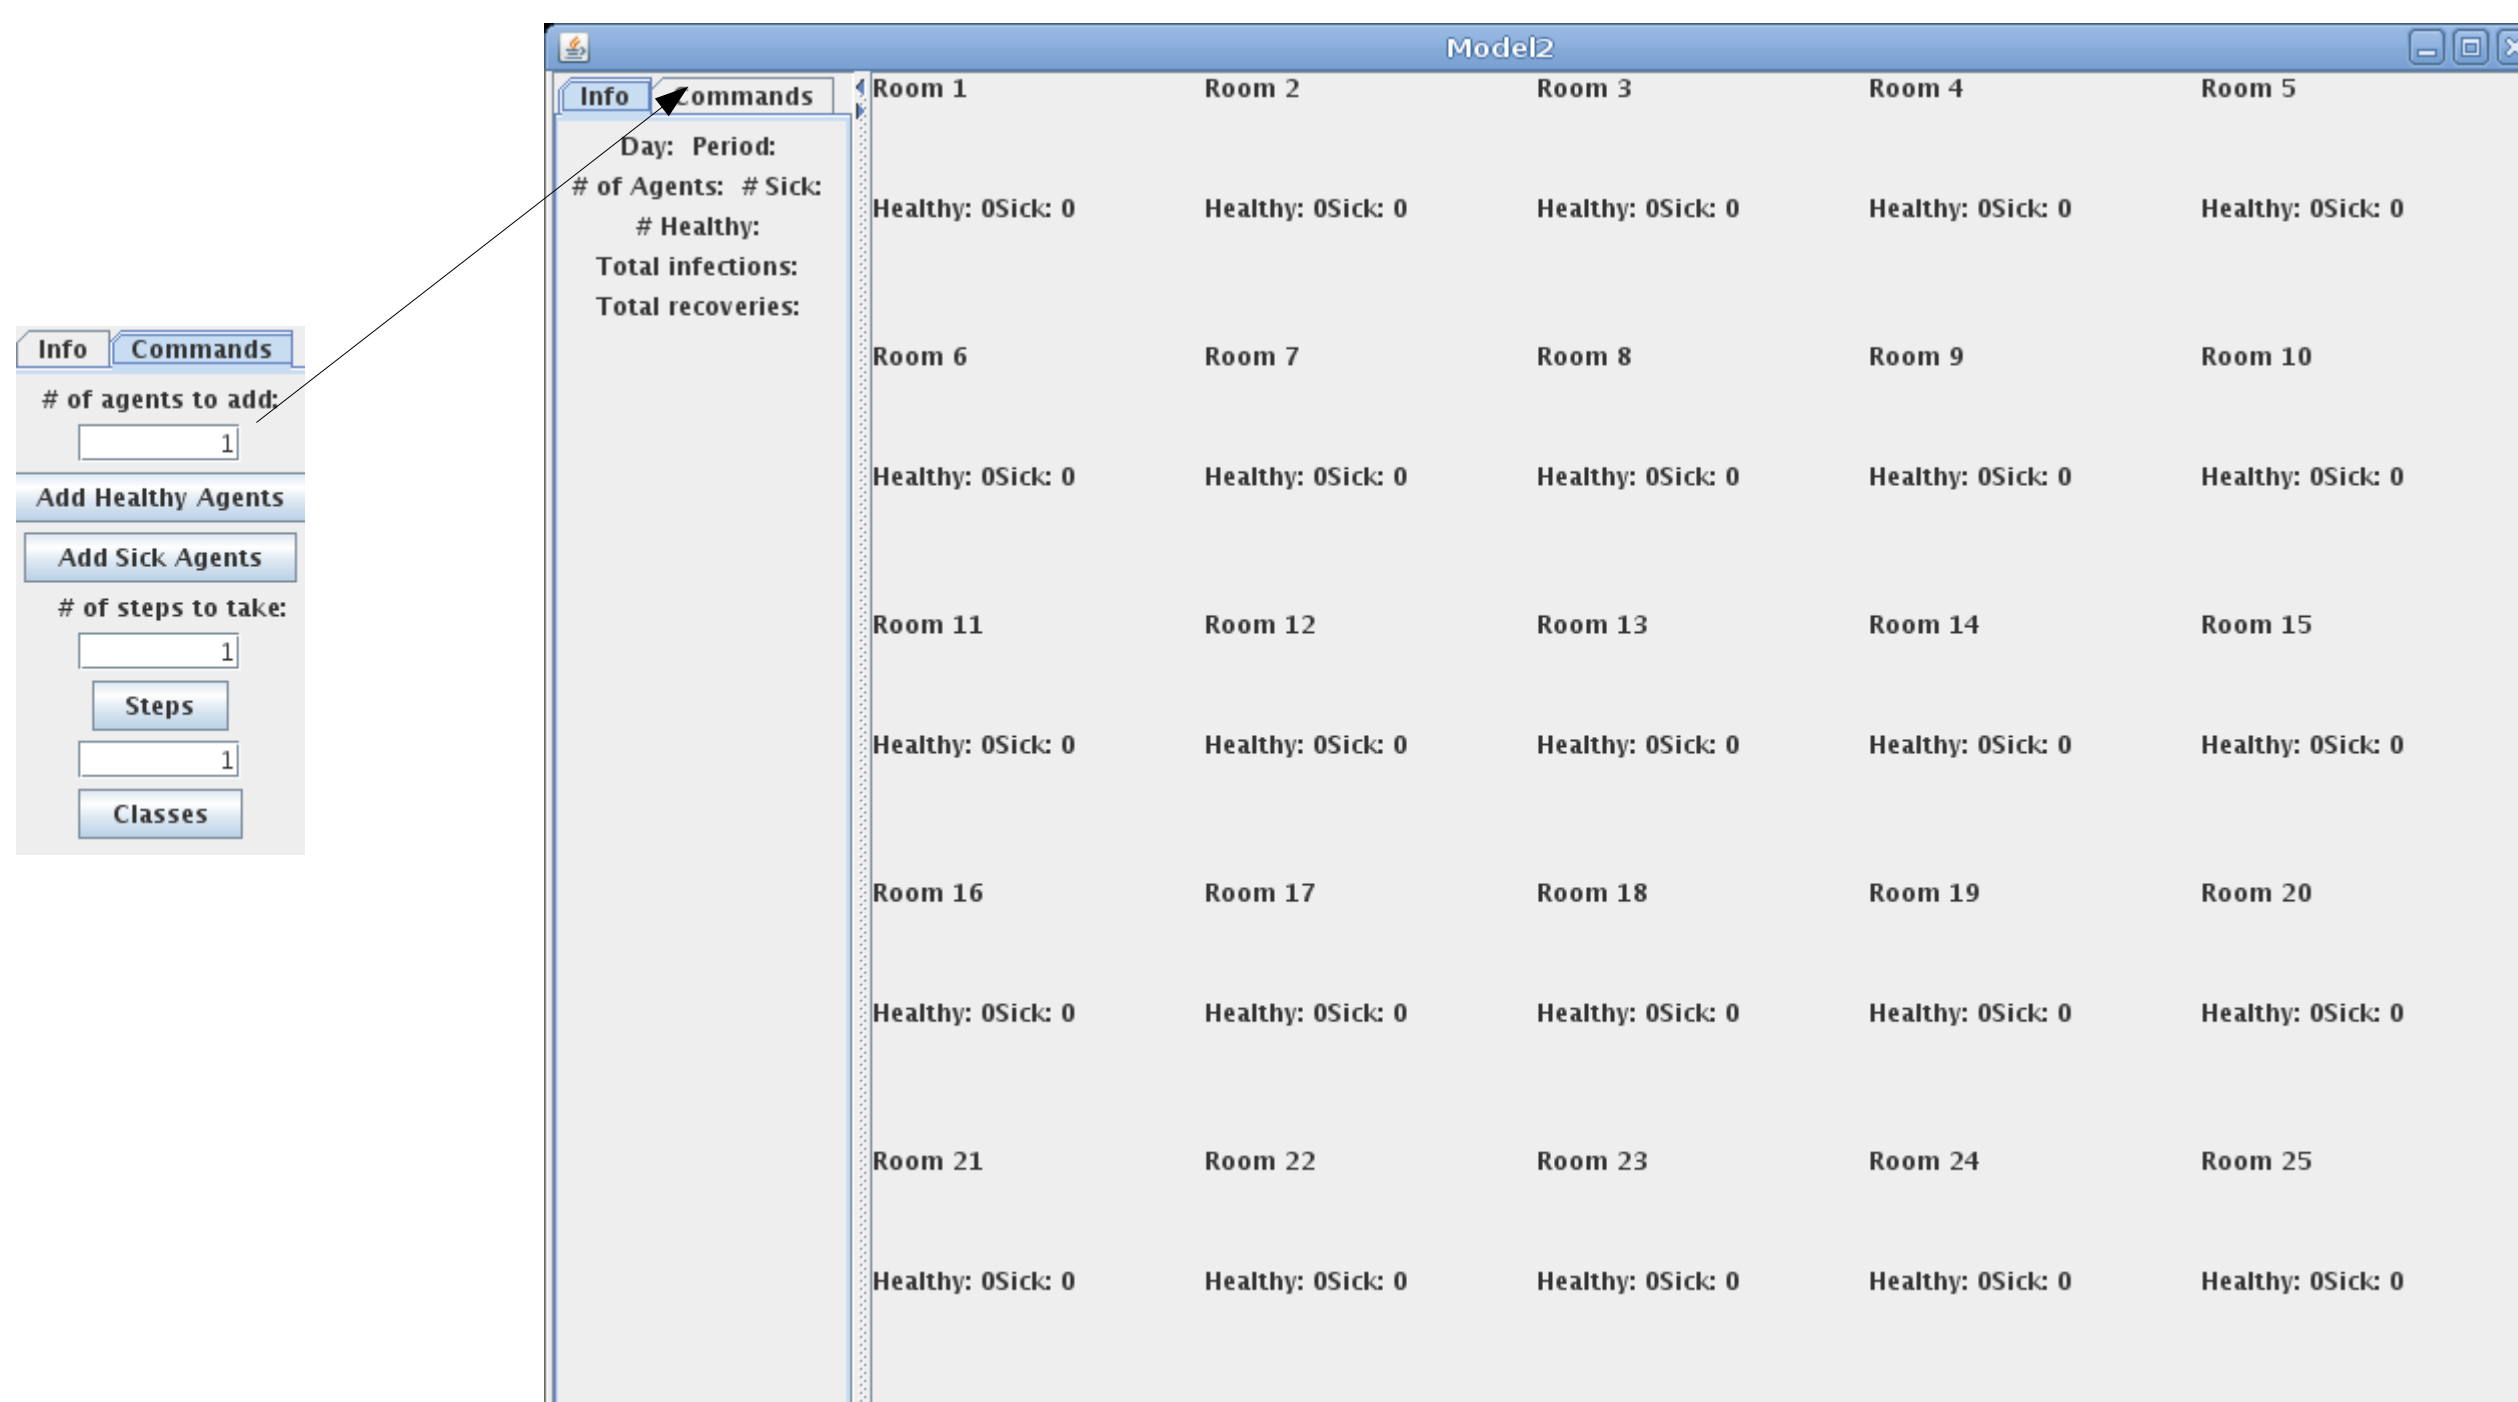 Model2
Info Commands
Day: Period:
# of Agents: # Sick:
# Healthy:
Total infections:
Total recoveries:
Room 1 Room 2 Room 3 Room 4 Room 5
Healthy: 0Sick: 0 Healthy: 0Sick: 0 Healthy: 0Sick: 0 Healthy: 0Sick: 0 Healthy: 0Sick: 0
Room 6 Room 7 Room 8 Room 9 Room 10
Healthy: 0Sick: 0 Healthy: 0Sick: 0 Healthy: 0Sick: 0 Healthy: 0Sick: 0 Healthy: 0Sick: 0
Room 11 Room 12 Room 13 Room 14 Room 15
Healthy: 0Sick: 0 Healthy: 0Sick: 0 Healthy: 0Sick: 0 Healthy: 0Sick: 0 Healthy: 0Sick: 0
Room 16 Room 17 Room 18 Room 19 Room 20
Healthy: 0Sick: 0 Healthy: 0Sick: 0 Healthy: 0Sick: 0 Healthy: 0Sick: 0 Healthy: 0Sick: 0
Room 21 Room 22 Room 23 Room 24 Room 25
Healthy: 0Sick: 0 Healthy: 0Sick: 0 Healthy: 0Sick: 0 Healthy: 0Sick: 0 Healthy: 0Sick: 0
Info Commands
# of agents to add:
1
Add Healthy Agents
Add Sick Agents
# of steps to take:
1
Steps
1
Classes